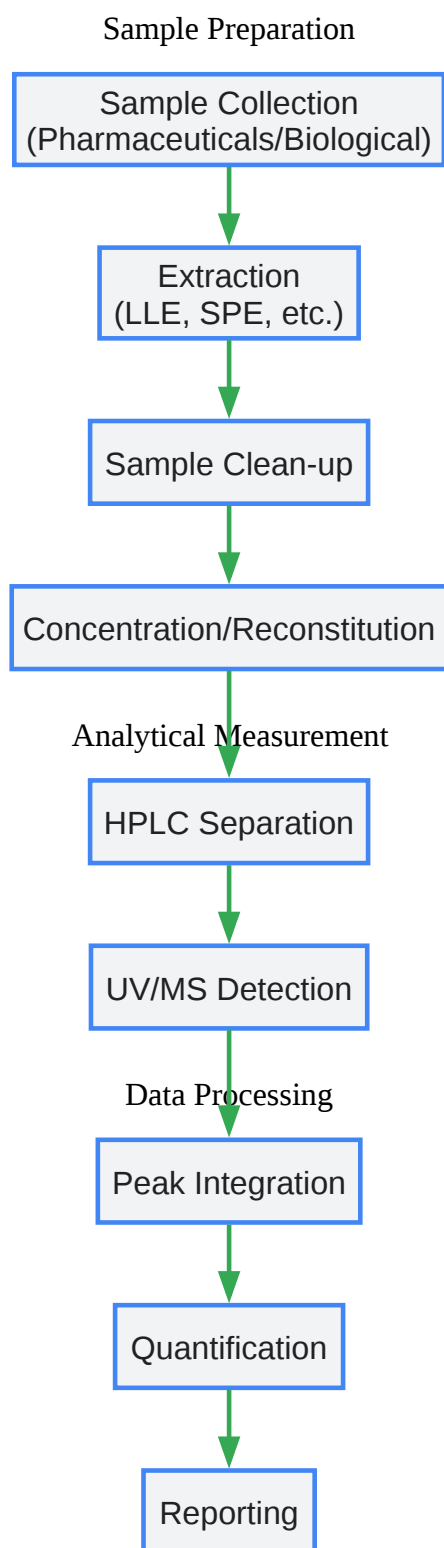 Sample Preparation
Sample Collection
(Pharmaceuticals/Biological)
Extraction
(LLE, SPE, etc.)
Sample Clean-up
Concentration/Reconstitution
Analytical Measurement
HPLC Separation
UV/MS Detection
Data Processing
Peak Integration
Quantification
Reporting